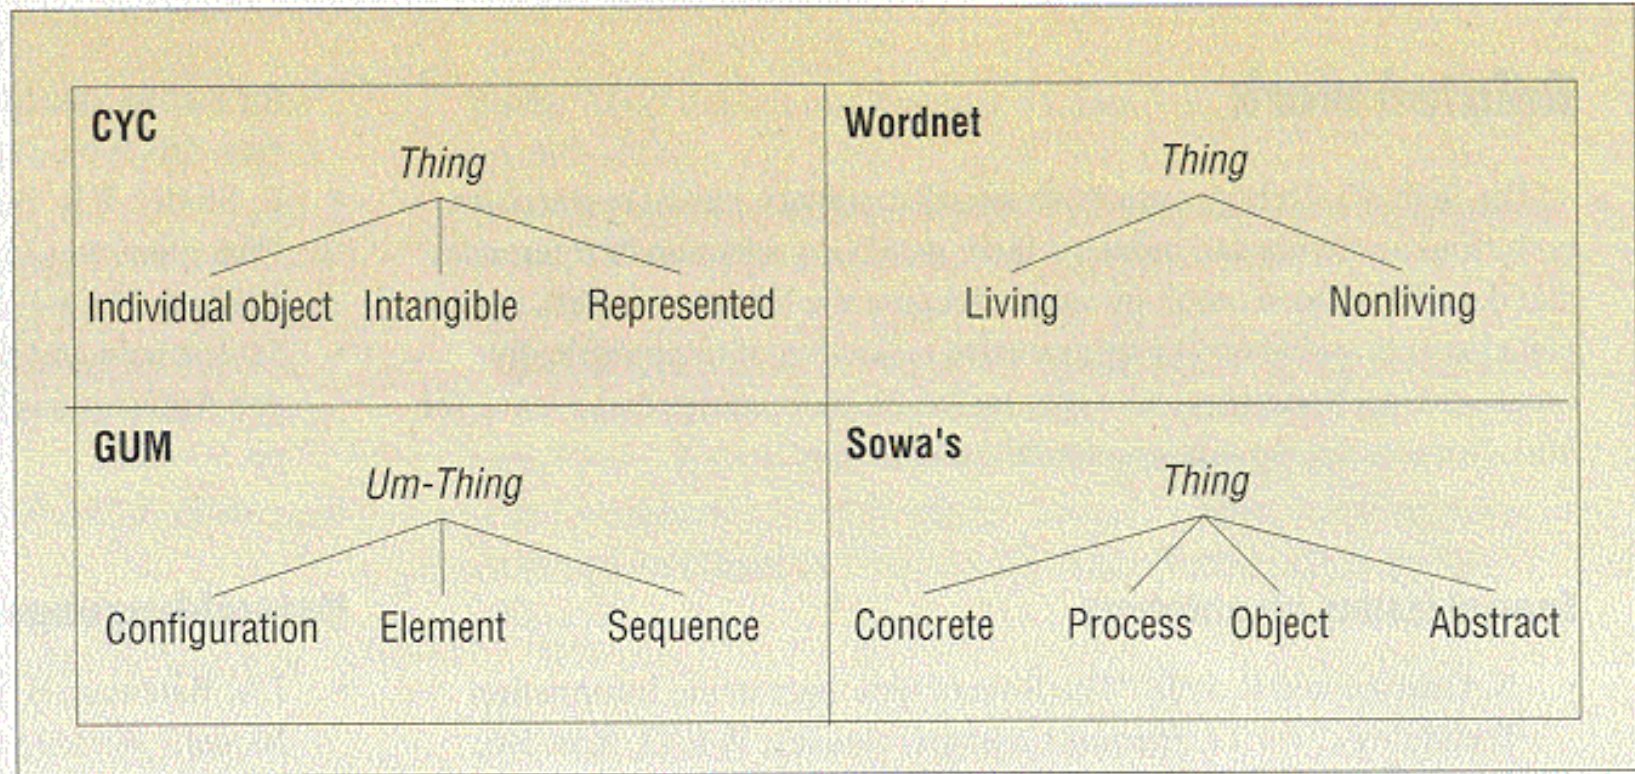 CYC
Thing
Individual object Intangible Represented
Wordnet
Thing
Living Nonliving
GUM
Um-Thing
Configuration Element Sequence
Sowa's
Thing
Concrete Process Object Abstract